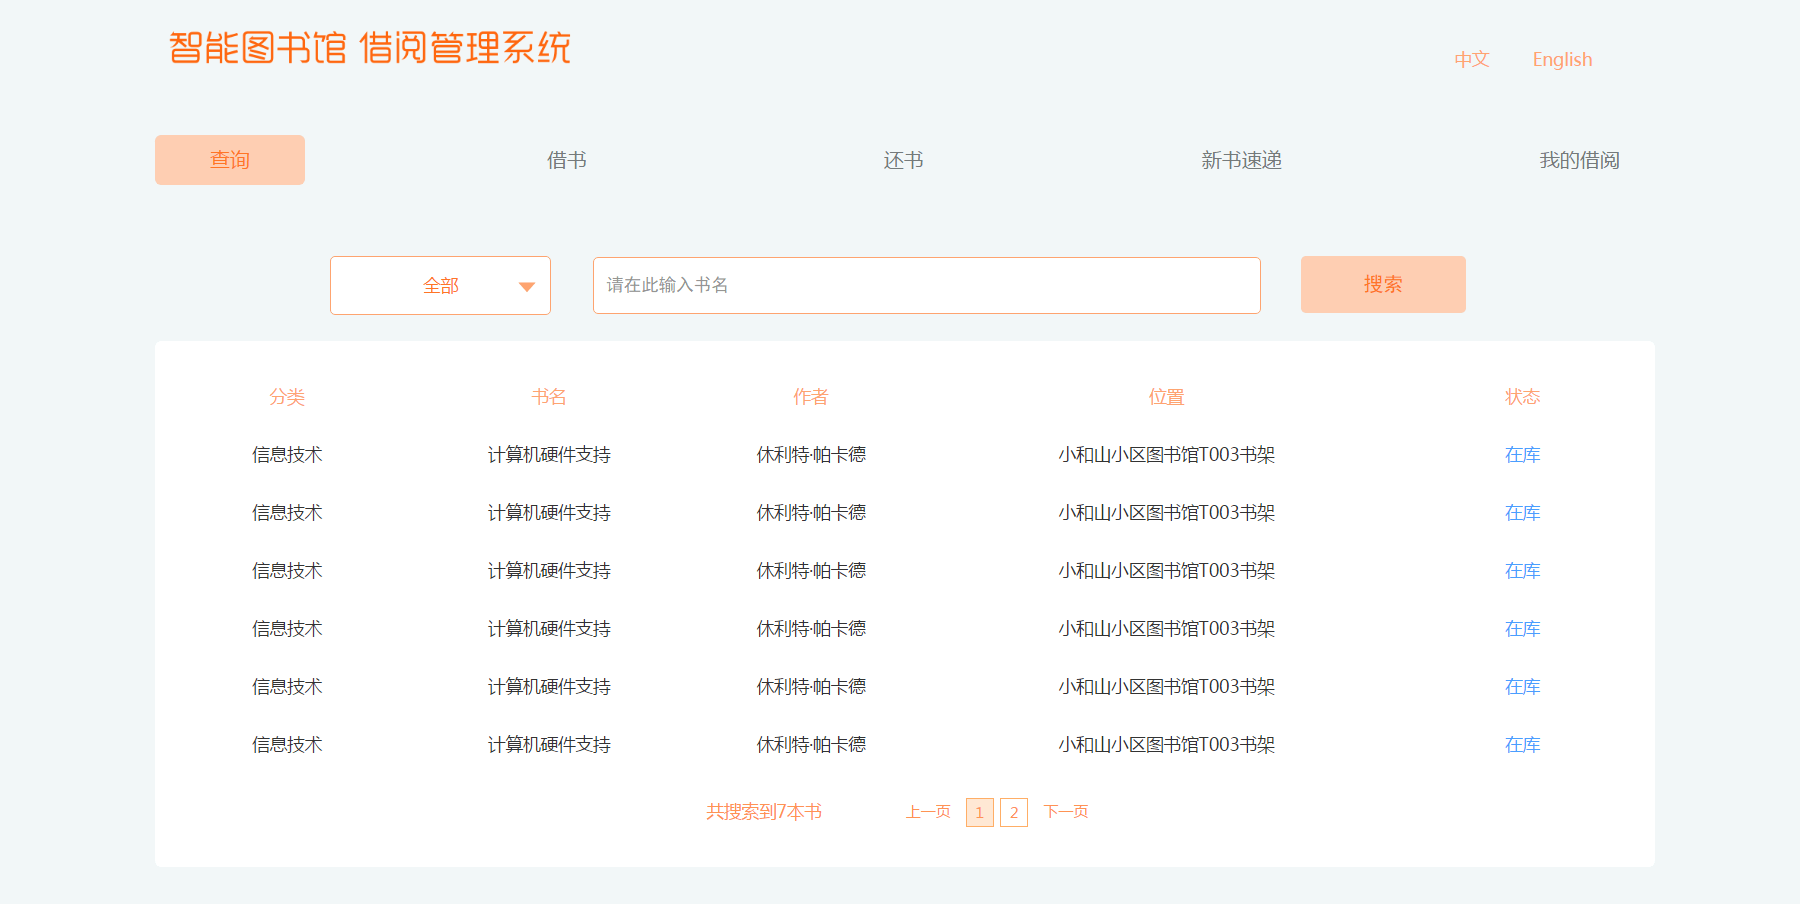 智能图书馆 借阅管理系统
中文 English
查询 借书 还书 新书速递 我的借阅
全部 请在此输入书名 搜索
分类 书名 作者 位置 状态
信息技术 计算机硬件支持 休利特·帕卡德 小和山小区图书馆T003书架 在库
信息技术 计算机硬件支持 休利特·帕卡德 小和山小区图书馆T003书架 在库
信息技术 计算机硬件支持 休利特·帕卡德 小和山小区图书馆T003书架 在库
信息技术 计算机硬件支持 休利特·帕卡德 小和山小区图书馆T003书架 在库
信息技术 计算机硬件支持 休利特·帕卡德 小和山小区图书馆T003书架 在库
信息技术 计算机硬件支持 休利特·帕卡德 小和山小区图书馆T003书架 在库
共搜索到7本书 上一页 1 2 下一页